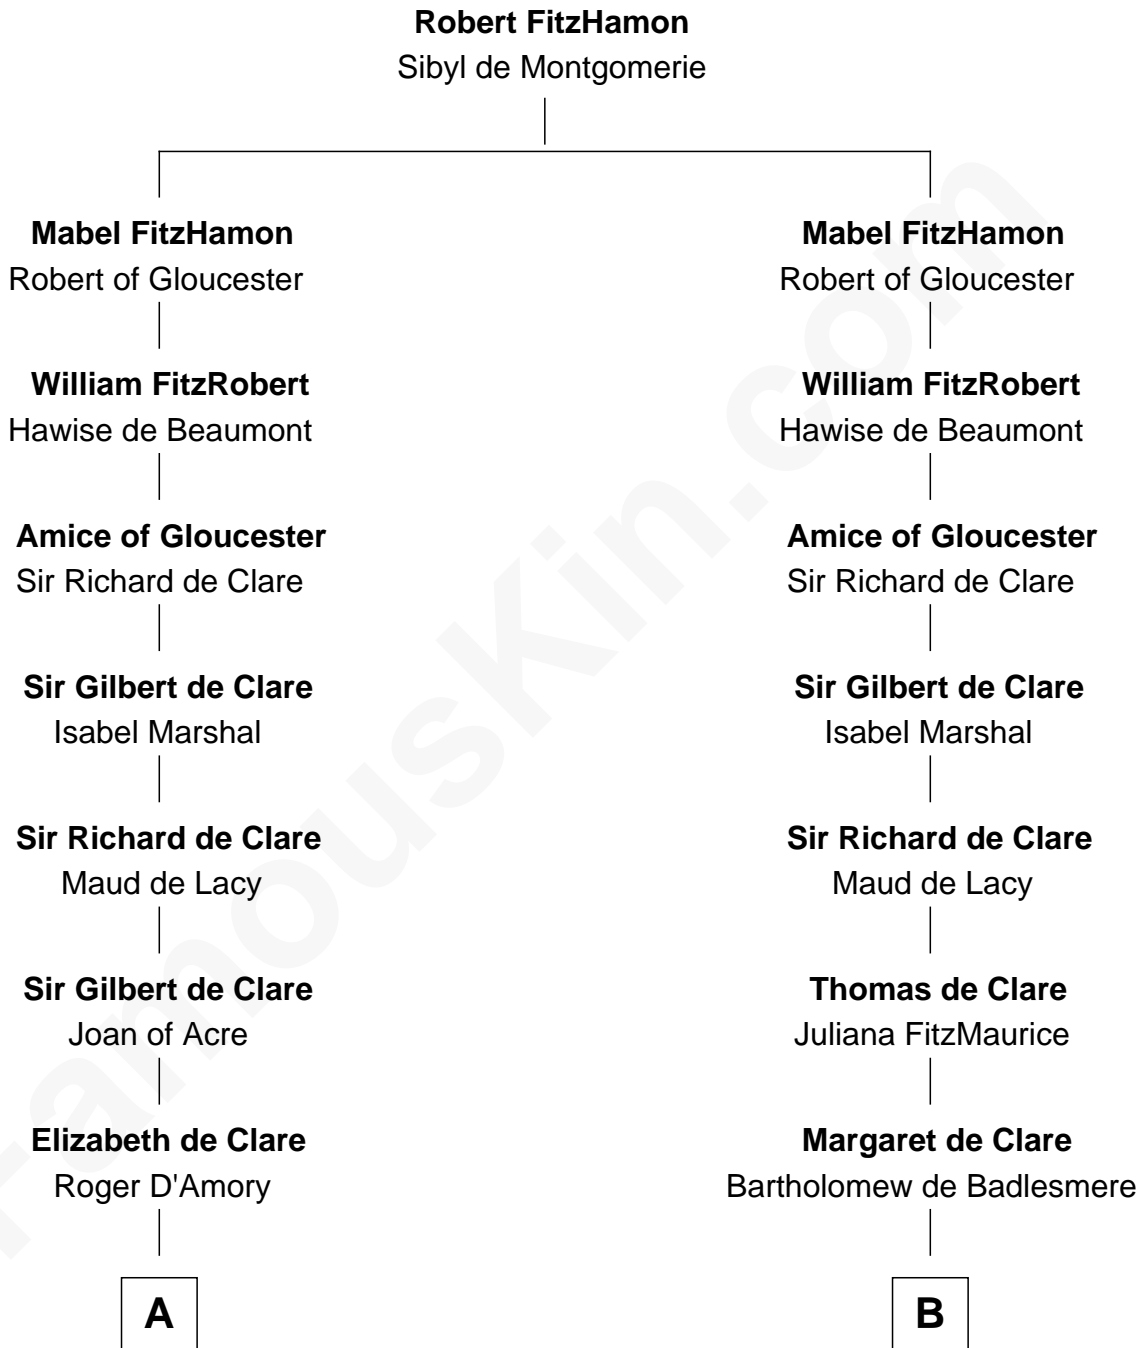 Robert FitzHamon
Sibyl de Montgomerie
Mabel FitzHamon
Robert of Gloucester
Mabel FitzHamon
Robert of Gloucester
William FitzRobert
Hawise de Beaumont
William FitzRobert
Hawise de Beaumont
Amice of Gloucester
Sir Richard de Clare
Amice of Gloucester
Sir Richard de Clare
Sir Gilbert de Clare
Isabel Marshal
Sir Gilbert de Clare
Isabel Marshal
Sir Richard de Clare
Maud de Lacy
Sir Richard de Clare
Maud de Lacy
Sir Gilbert de Clare
Joan of Acre
Thomas de Clare
Juliana FitzMaurice
Elizabeth de Clare
Roger D'Amory
Margaret de Clare
Bartholomew de Badlesmere
A
B
FamousKin.com